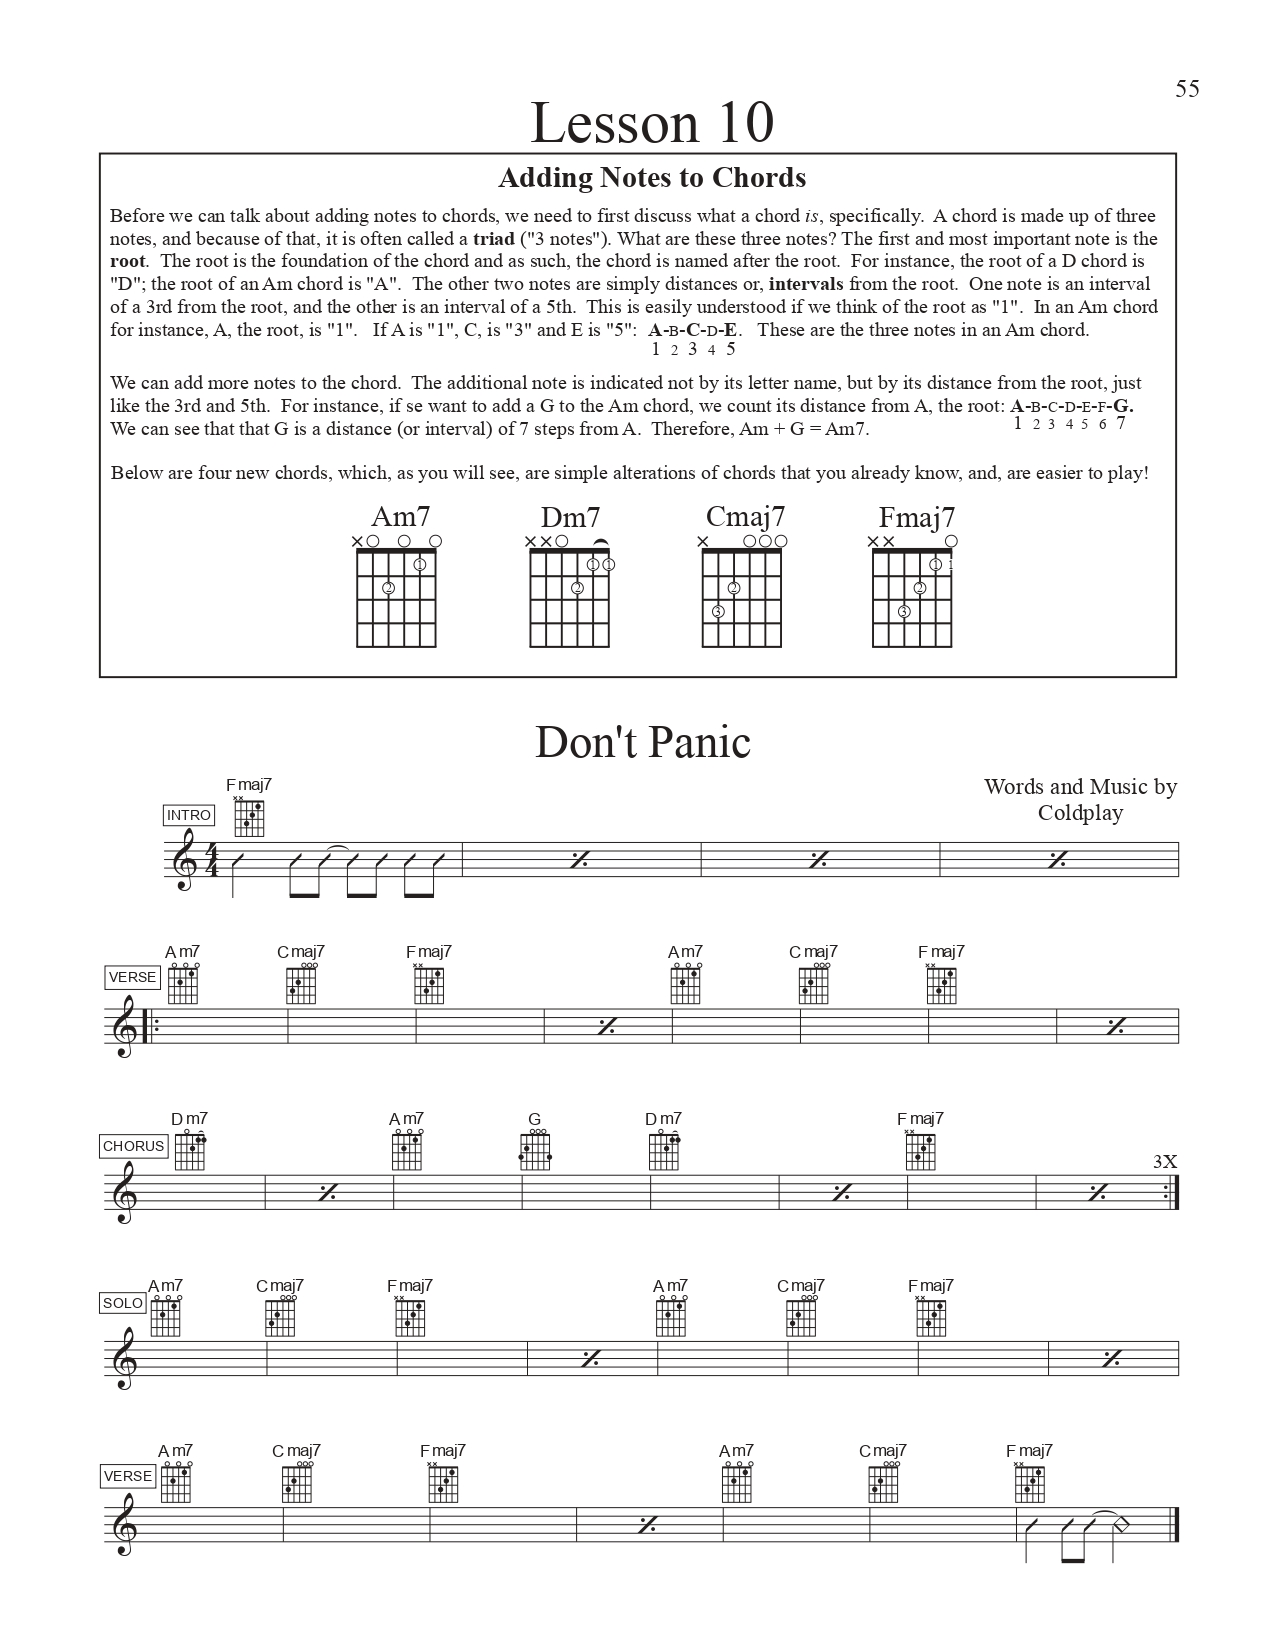 55
Lesson 10
Adding Notes to Chords
Before we can talk about adding notes to chords, we need to first discuss what a chord is, specifically. A chord is made up of three
notes, and because of that, it is often called a triad ("3 notes"). What are these three notes? The first and most important note is the
root. The root is the foundation of the chord and as such, the chord is named after the root. For instance, the root of a D chord is
"D"; the root of an Am chord is "A". The other two notes are simply distances or, intervals from the root. One note is an interval
of a 3rd from the root, and the other is an interval of a 5th. This is easily understood if we think of the root as "1". In an Am chord
for instance, A, the root, is "1". If A is "1", C, is "3" and E is "5": A-B-C-D-E. These are the three notes in an Am chord.
1 2 3 4 5
We can add more notes to the chord. The additional note is indicated not by its letter name, but by its distance from the root, just
like the 3rd and 5th. For instance, if se want to add a G to the Am chord, we count its distance from A, the root: A-B-C-D-E-F-G.
We can see that that G is a distance (or interval) of 7 steps from A. Therefore, Am + G = Am7. 1 2 3 4 5 6 7
Below are four new chords, which, as you will see, are simple alterations of chords that you already know, and, are easier to play!
Am7 Dm7 Cmaj7 Fmaj7
1 1 1 1 1
2 2 2 2
3 3
Don't Panic
Words and Music by
Coldplay
Fmaj7
INTRO
4
4
Am7 Cmaj7 Fmaj7 Am7 Cmaj7 Fmaj7
VERSE
Dm7 Am7 G Dm7 Fmaj7
CHORUS
3X
Am7 Cmaj7 Fmaj7 Am7 Cmaj7 Fmaj7
SOLO
Am7 Cmaj7 Fmaj7 Am7 Cmaj7 Fmaj7
VERSE